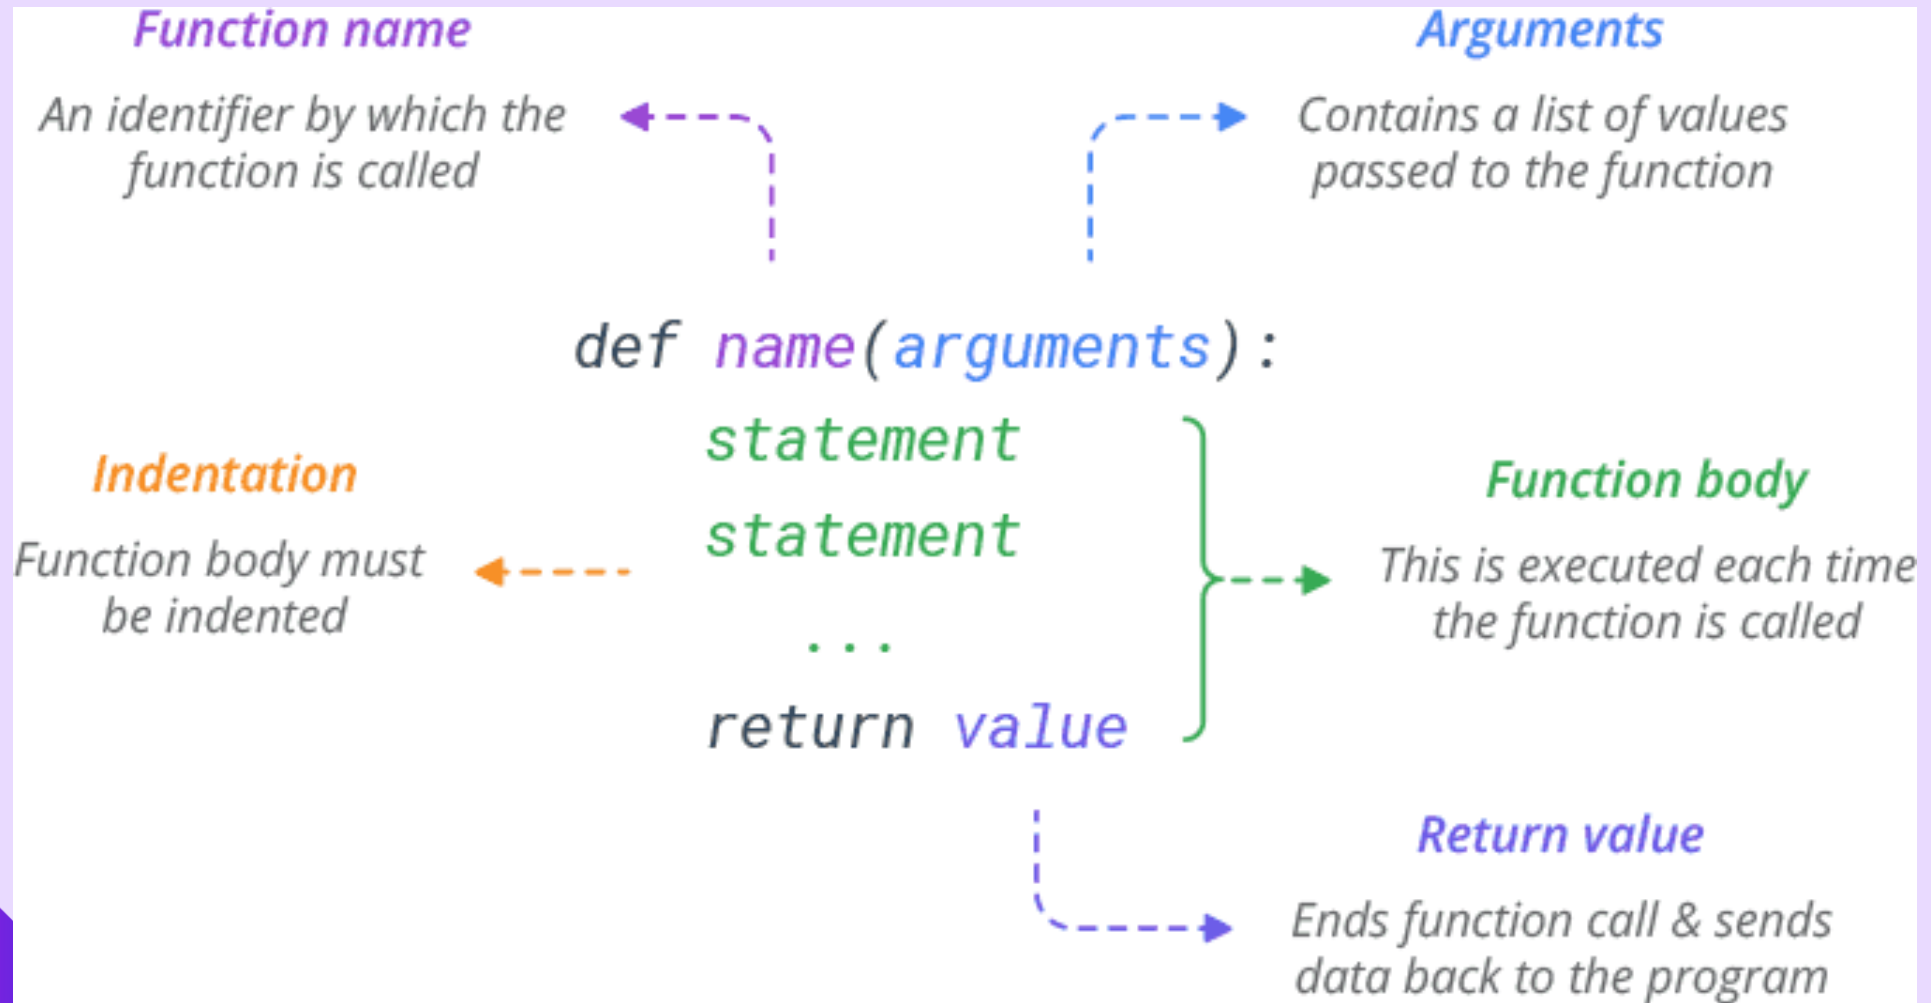 Function name
An identifier by which the
function is called
Arguments
Contains a list of values
passed to the function
def name(arguments):
statement
statement
...
return value
Indentation
Function body must
be indented
Function body
This is executed each time
the function is called
Return value
Ends function call & sends
data back to the program